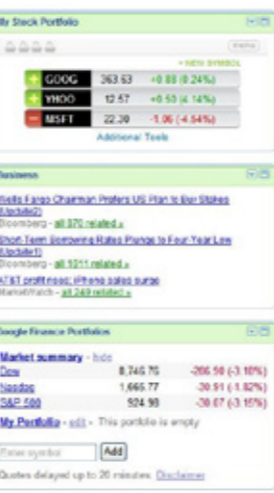 My Stock Portfolio
+ NEW SYMBOL
GOOG 363.63 +0.88 (0.24%)
YHOO 12.57 +0.50 (4.14%)
MSFT 22.30 -1.06 (-4.54%)
Additional Tools
Business
Wells Fargo Chairman Prefers US Plan to Buy Stakes
(Update2)
Bloomberg - all 970 related »
Short-Term Borrowing Rates Plunge to Four-Year Low
(Update1)
Bloomberg - all 1011 related »
AT&T profit rises; iPhone sales surge
MarketWatch - all 249 related »
Google Finance Portfolios
Market summary - hide
Dow 8,746.75 -286.90 (-3.18%)
Nasdaq 1,665.77 -30.91 (-1.82%)
S&P 500 924.98 -30.07 (-3.15%)
My Portfolio - edit - This portfolio is empty
Enter symbol Add
Quotes delayed up to 20 minutes. Disclaimer